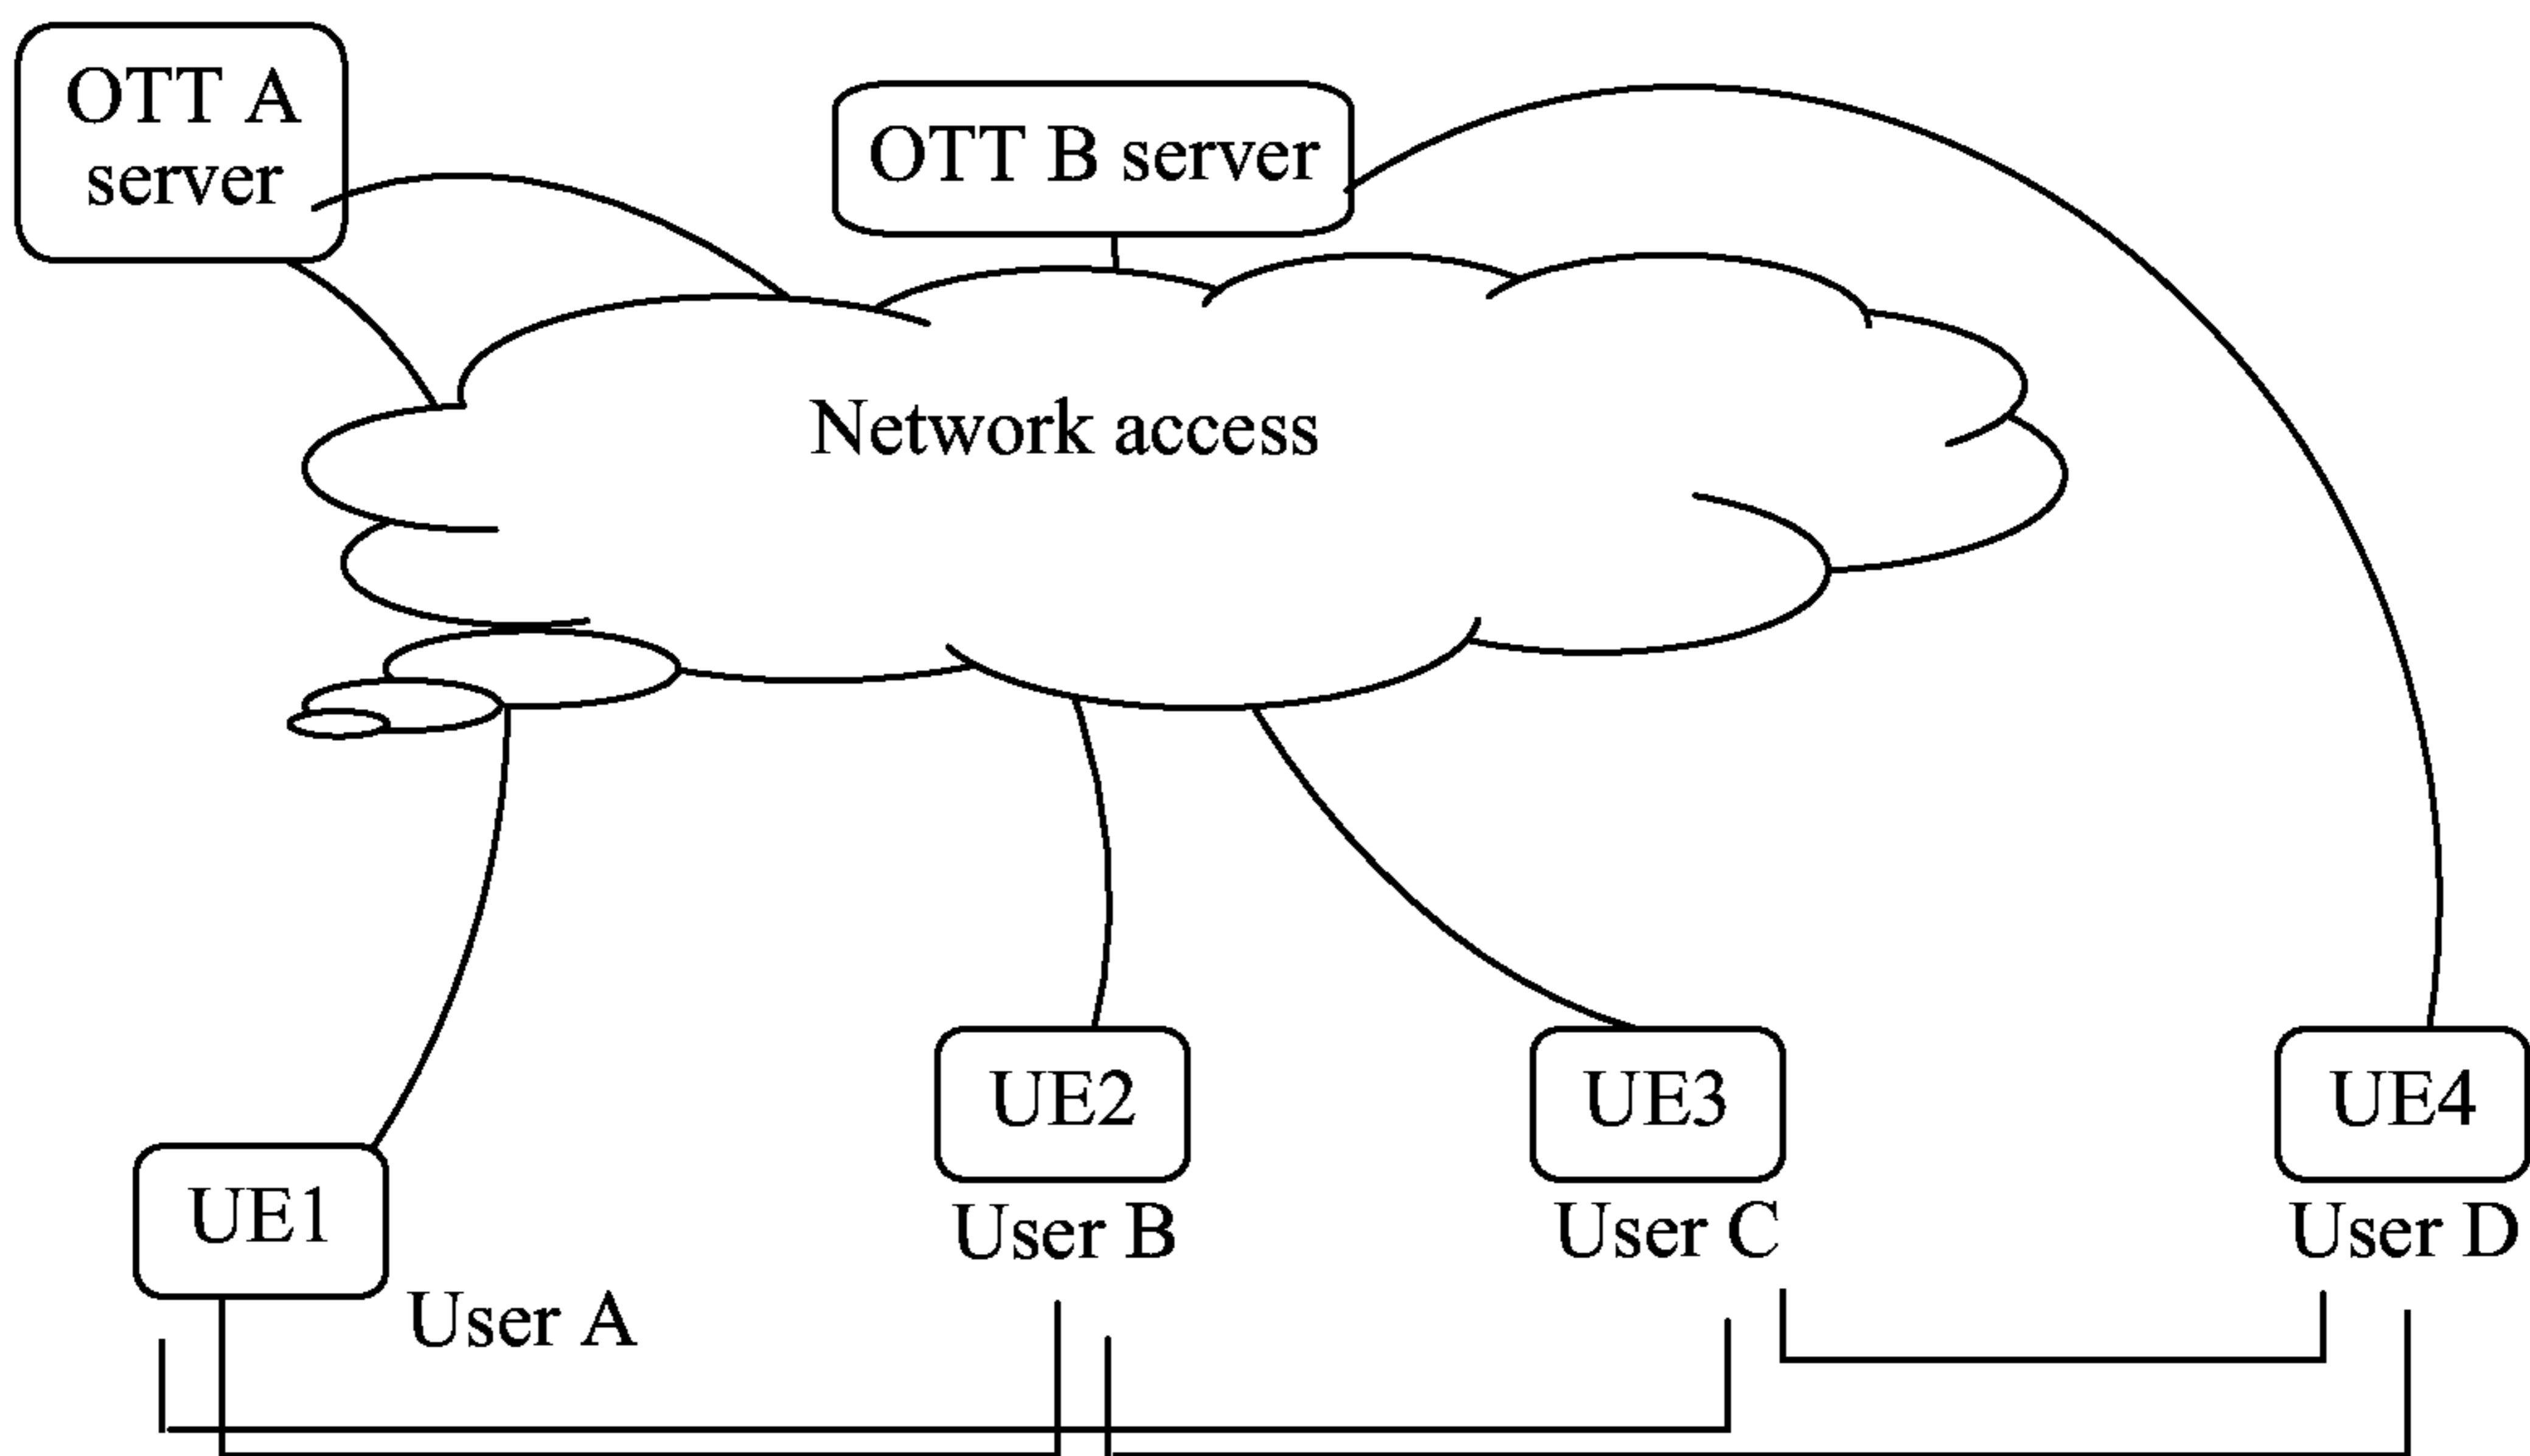 OTT A
server
OTT B server
Network access
UE1
User A
UE2
User B
UE3
User C
UE4
User D